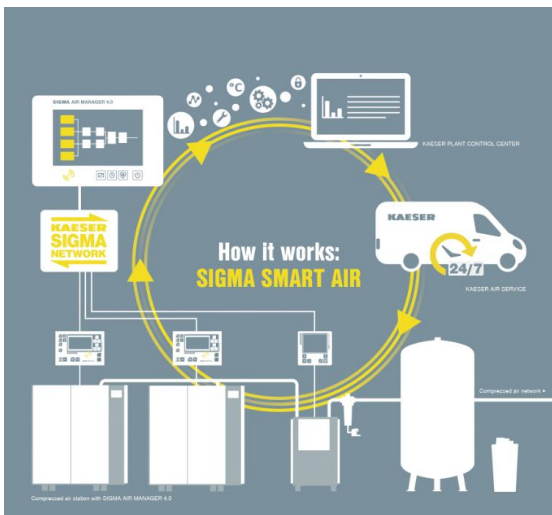 °C
SIGMA AIR MANAGER 4.0
KAESER PLANT CONTROL CENTER
KAESER
SIGMA
NETWORK
KAESER
24/7
KAESER AIR SERVICE
How it works:
SIGMA SMART AIR
Compressed air network
Compressed air station with SIGMA AIR MANAGER 4.0